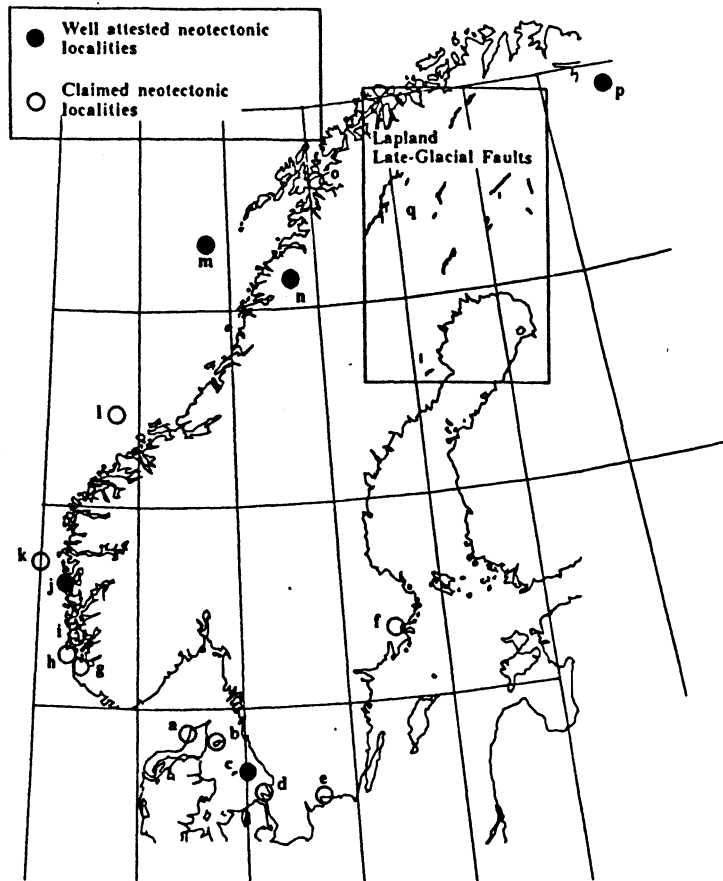 Well attested neotectonic
localities
Claimed neotectonic
localities
p
Lapland
Late-Glacial Faults
o
q
m
n
l
k
j
i
h
g
f
a
b
c
d
e